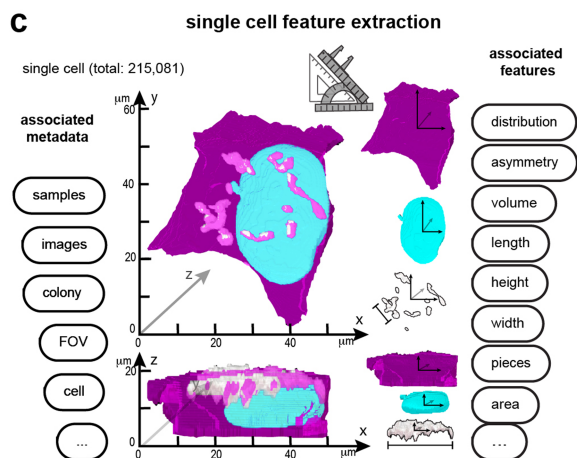 c
single cell feature extraction
single cell (total: 215,081)
associated
metadata
samples
images
colony
FOV
cell
...
μm
y
60
40
20
0
z
0
20
40
x
μm
μm
z
20
0
x
0
20
40
μm
associated
features
distribution
asymmetry
volume
length
height
width
pieces
area
...